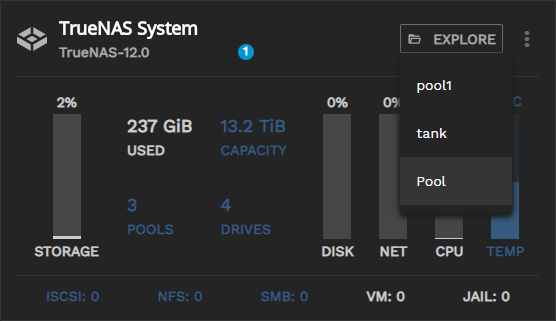 TrueNAS System
TrueNAS-12.0
1
EXPLORE
pool1
tank
Pool
2%
STORAGE
237 GiB
USED
13.2 TiB
CAPACITY
3
POOLS
4
DRIVES
0%
DISK
0%
NET
CPU
C
TEMP
ISCSI: 0 NFS: 0 SMB: 0 VM: 0 JAIL: 0